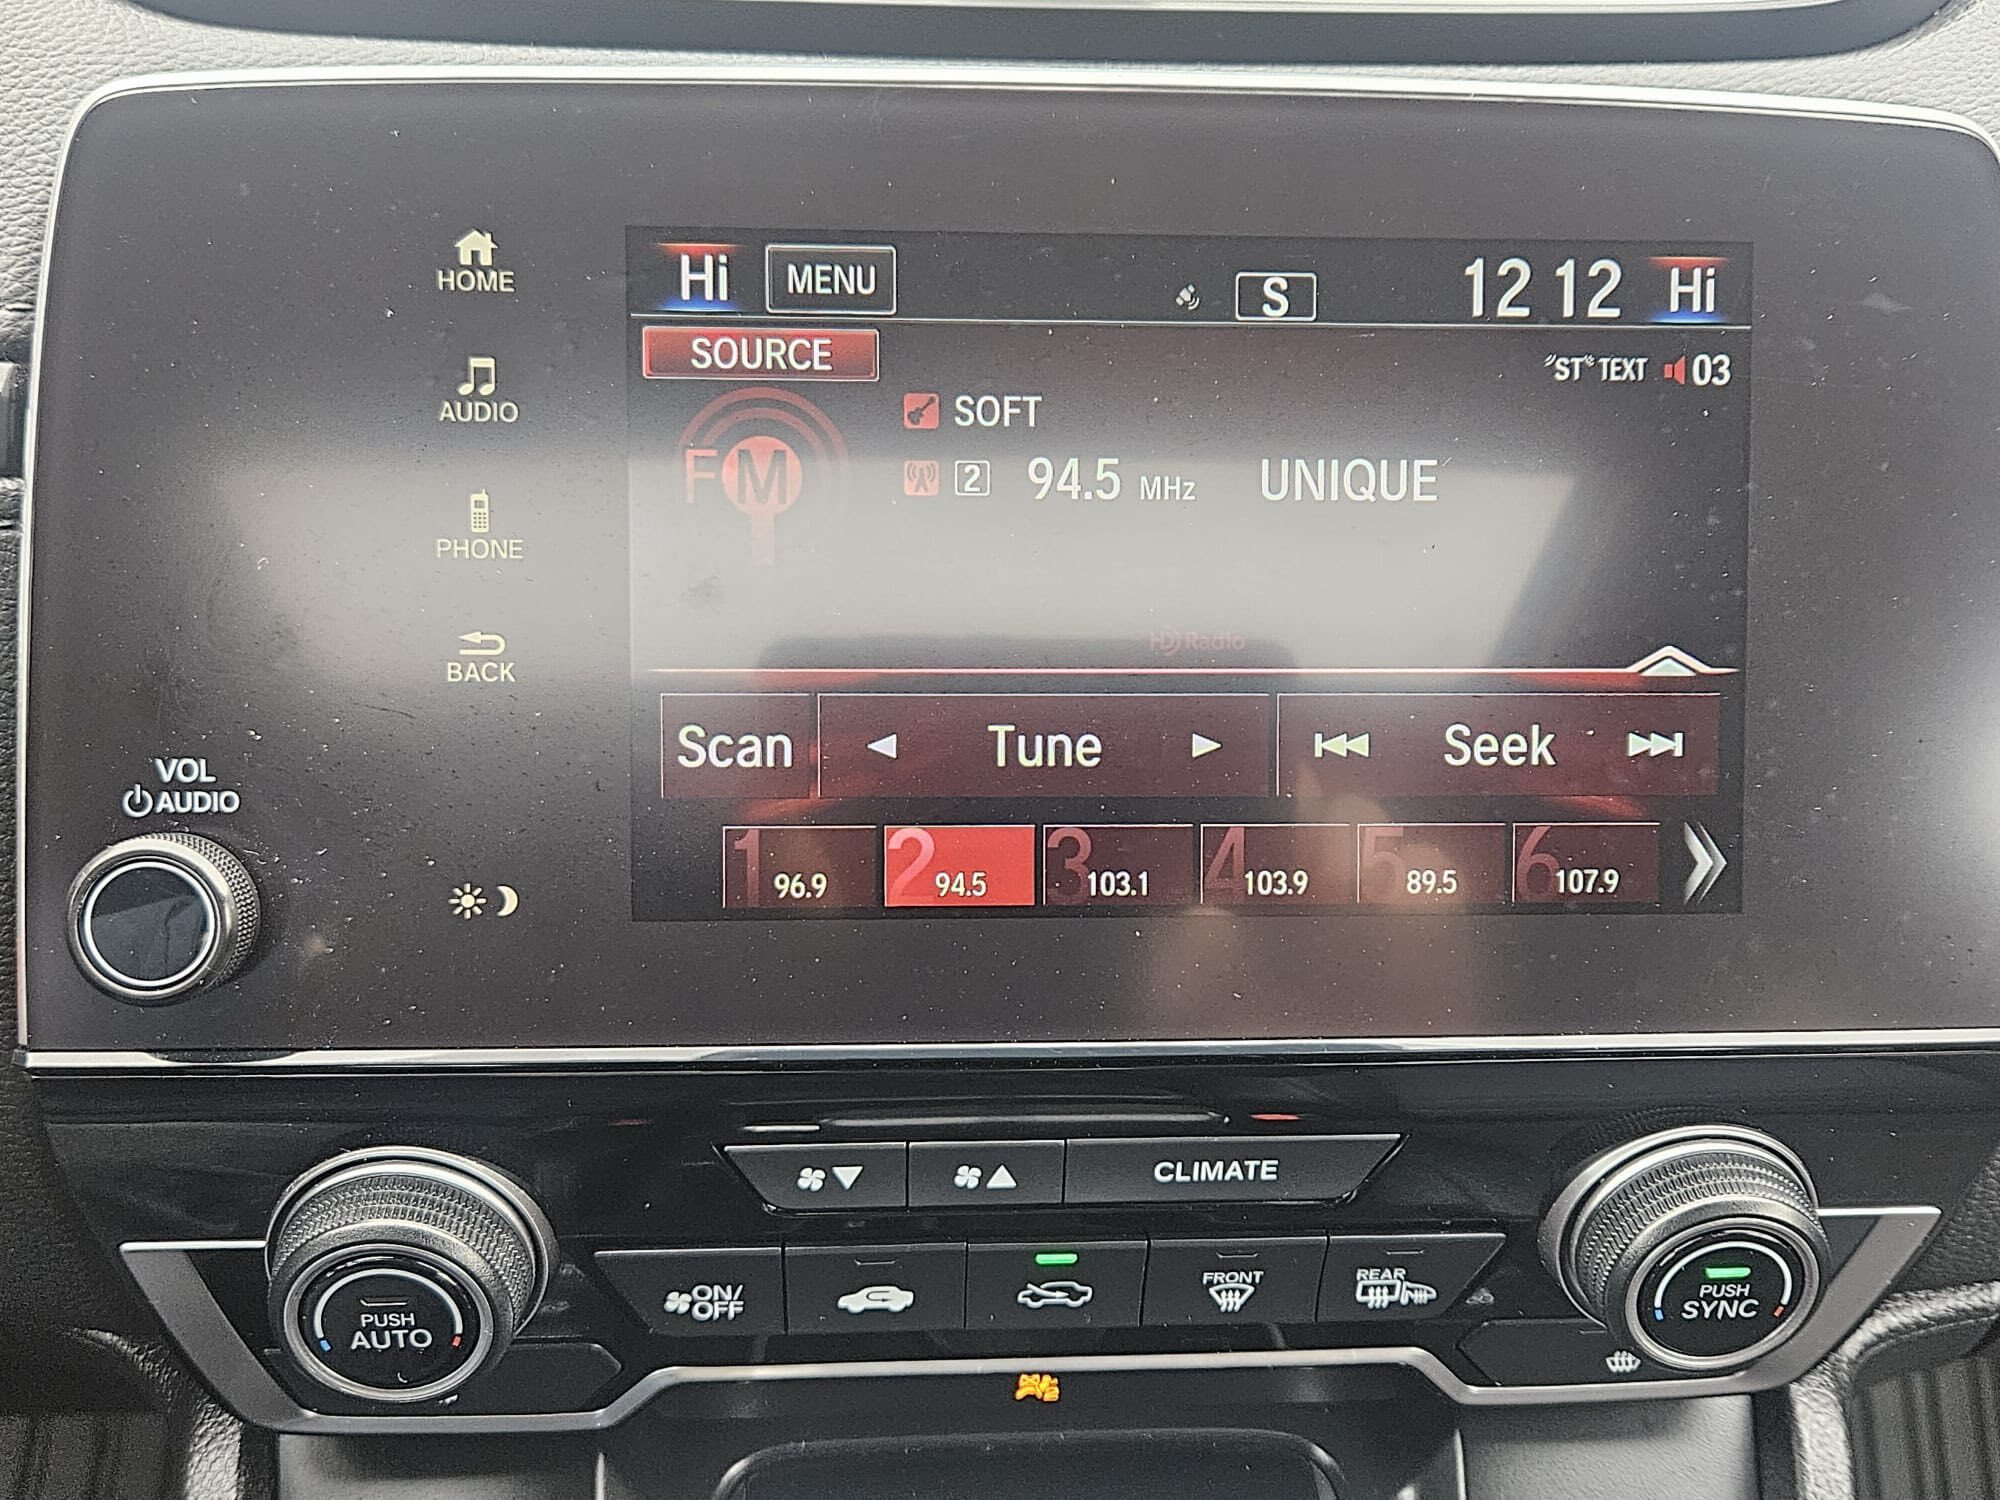 HOME
AUDIO
PHONE
BACK
VOL
AUDIO
Hi MENU S 12 12 Hi
SOURCE
"ST" TEXT 03
SOFT
FM 2 94.5 MHz UNIQUE
HD Radio
Scan Tune Seek
1 96.9 2 94.5 3 103.1 4 103.9 5 89.5 6 107.9
CLIMATE
ON/
OFF
FRONT
REAR
PUSH
AUTO
PUSH
SYNC